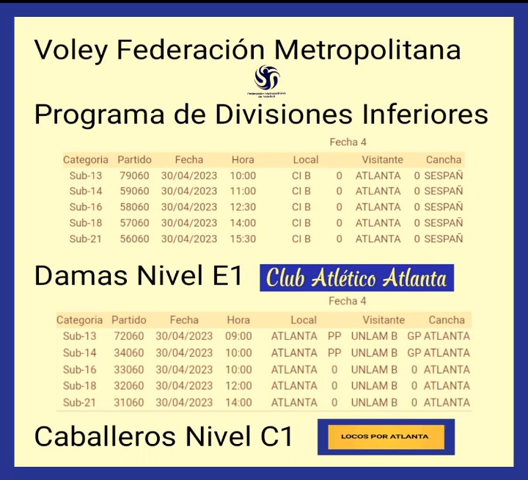 Voley Federación Metropolitana
Programa de Divisiones Inferiores
Fecha 4
Categoria Partido Fecha Hora Local Visitante Cancha
Sub-13 79060 30/04/2023 10:00 CI B 0 ATLANTA 0 SESPAÑ
Sub-14 59060 30/04/2023 11:00 CI B 0 ATLANTA 0 SESPAÑ
Sub-16 58060 30/04/2023 12:30 CI B 0 ATLANTA 0 SESPAÑ
Sub-18 57060 30/04/2023 14:00 CI B 0 ATLANTA 0 SESPAÑ
Sub-21 56060 30/04/2023 15:30 CI B 0 ATLANTA 0 SESPAÑ
Damas Nivel E1 Club Atlético Atlanta
Fecha 4
Categoria Partido Fecha Hora Local Visitante Cancha
Sub-13 72060 30/04/2023 09:00 ATLANTA PP UNLAM B GP ATLANTA
Sub-14 34060 30/04/2023 10:00 ATLANTA PP UNLAM B GP ATLANTA
Sub-16 33060 30/04/2023 10:00 ATLANTA 0 UNLAM B 0 ATLANTA
Sub-18 32060 30/04/2023 12:00 ATLANTA 0 UNLAM B 0 ATLANTA
Sub-21 31060 30/04/2023 14:00 ATLANTA 0 UNLAM B 0 ATLANTA
Caballeros Nivel C1 LOCOS POR ATLANTA